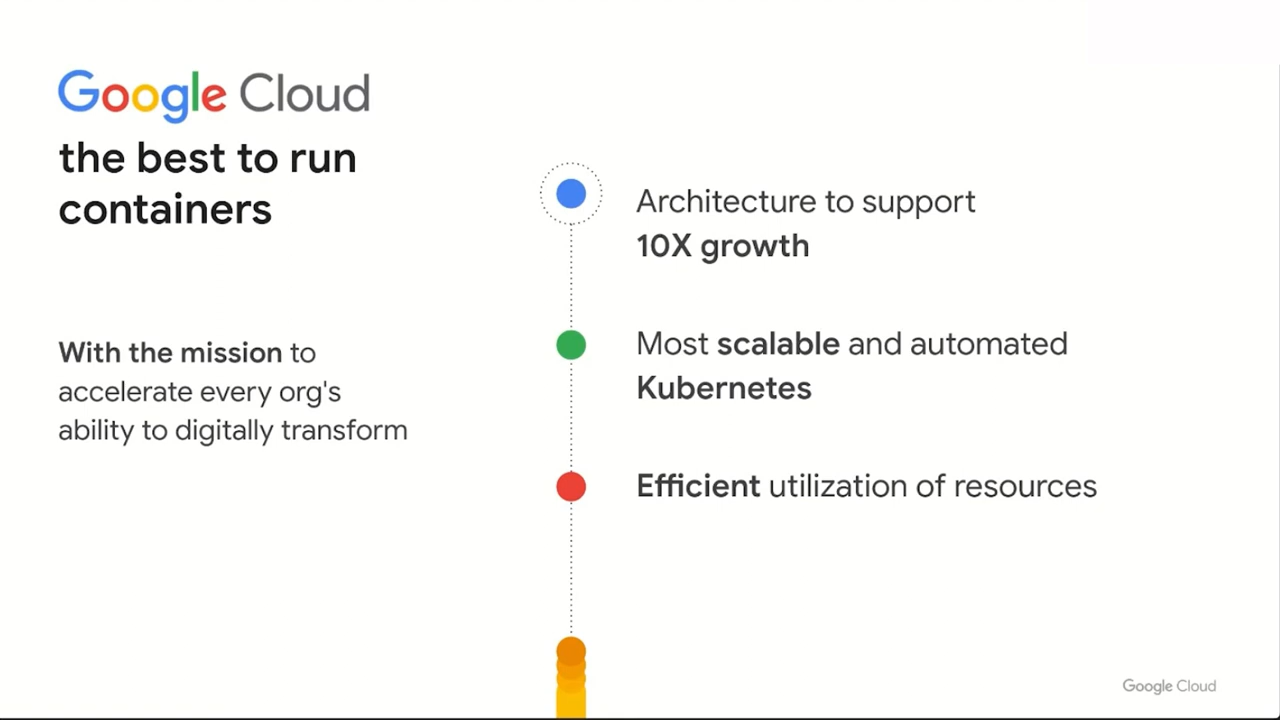 Google Cloud
the best to run
containers
With the mission to
accelerate every org's
ability to digitally transform
Architecture to support
10X growth
Most scalable and automated
Kubernetes
Efficient utilization of resources
Google Cloud